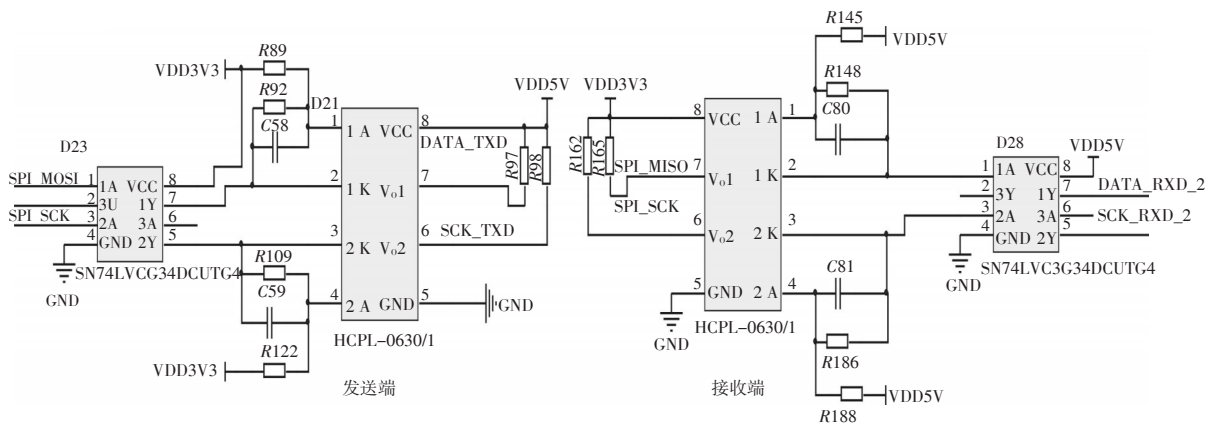 R145
VDD5V
R89
VDD3V3
R148
VDD5V
VDD3V3
R92
D21
C58
C80
1
1 A
VCC
8
DATA_TXD
R97
R98
R162
R165
8
VCC
1 A
1
D23
D28
SPI_MOSI
1
1A
VCC
8
2
3U
1Y
7
SPI_SCK
3
2A
3A
6
4
GND
2Y
5
SN74LVCG34DCUTG4
GND
2
1 K
Vo1
7
3
2 K
Vo2
6
SCK_TXD
4
2 A
GND
5
GND
HCPL-0630/1
SPI_MISO
7
Vo1
1 K
2
SPI_SCK
6
Vo2
2 K
3
5
GND
2 A
4
GND
HCPL-0630/1
VDD5V
1
1A
VCC
8
2
3Y
1Y
7
DATA_RXD_2
3
2A
3A
6
SCK_RXD_2
4
GND
2Y
5
SN74LVC3G34DCUTG4
GND
R109
C59
R122
VDD3V3
C81
R186
VDD5V
R188
发送端
接收端